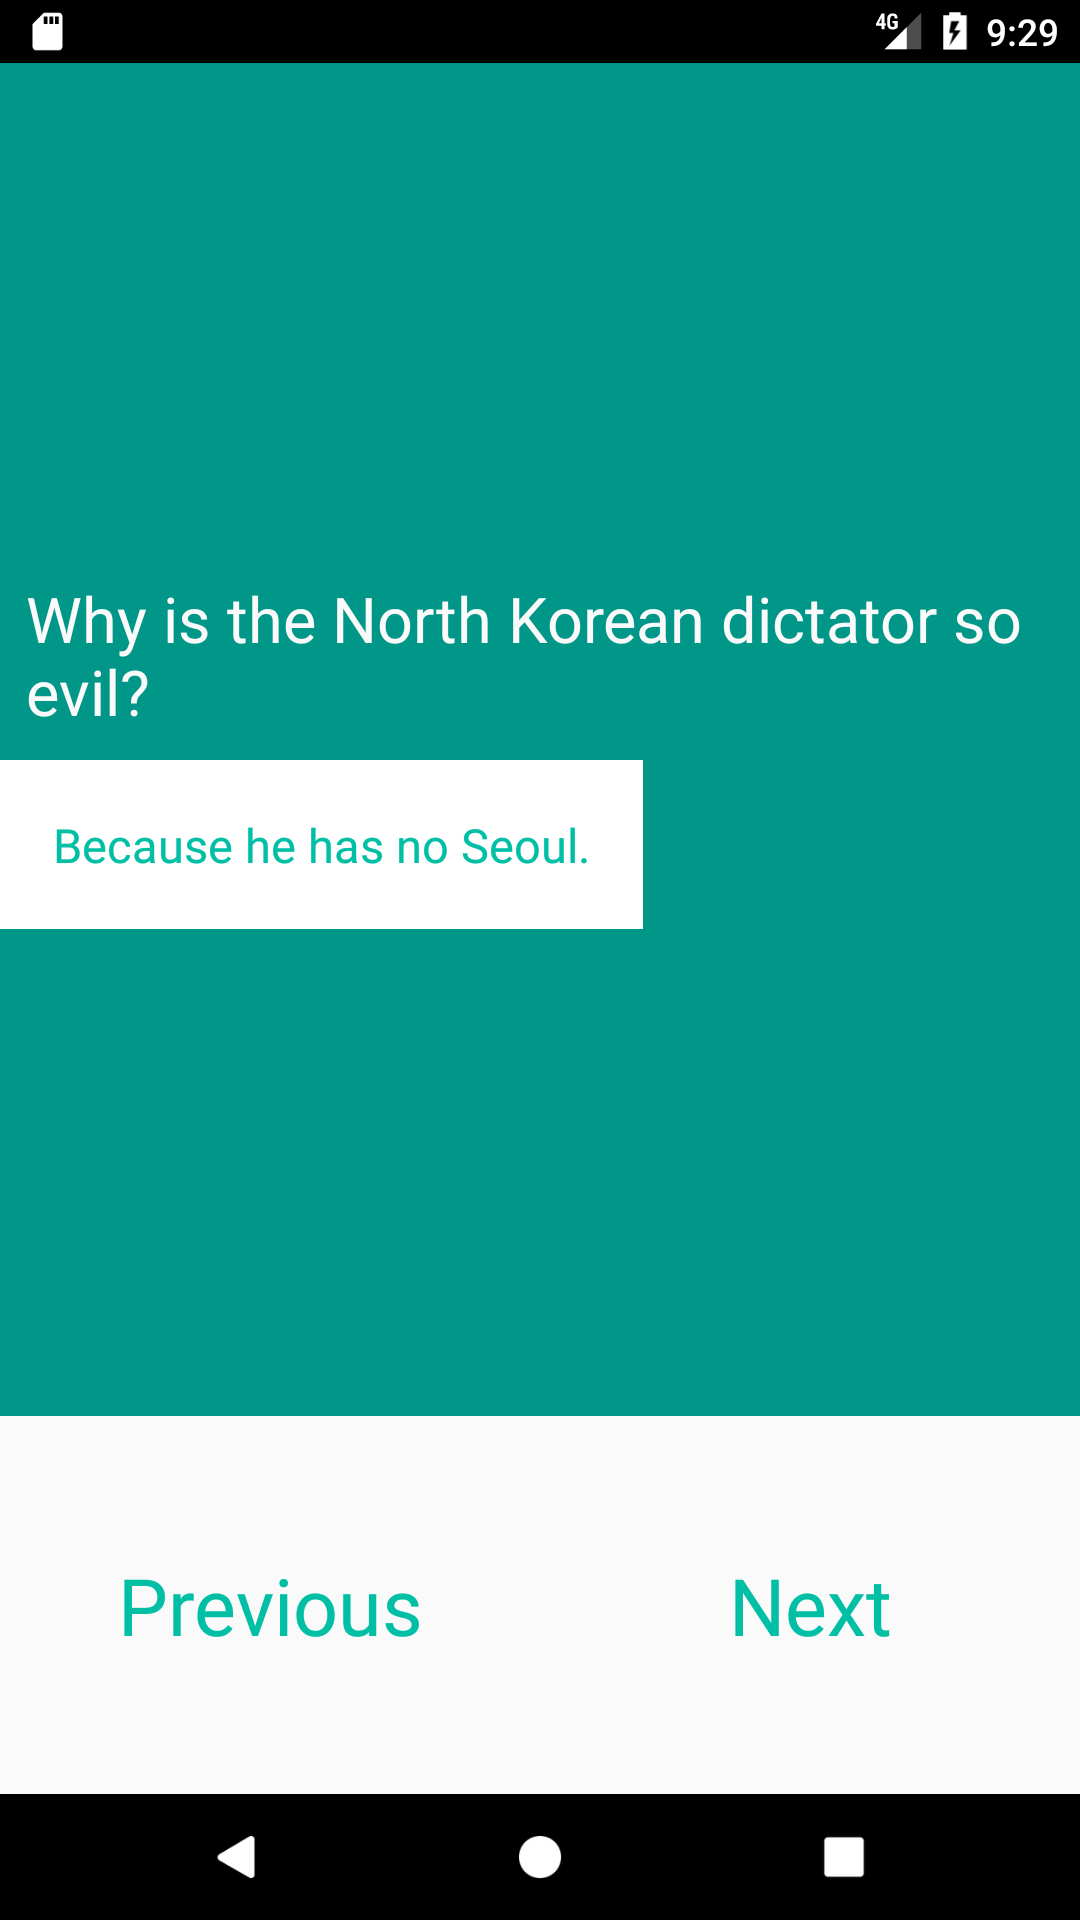 4G 9:29
Why is the North Korean dictator so
evil?
Because he has no Seoul.
Previous Next